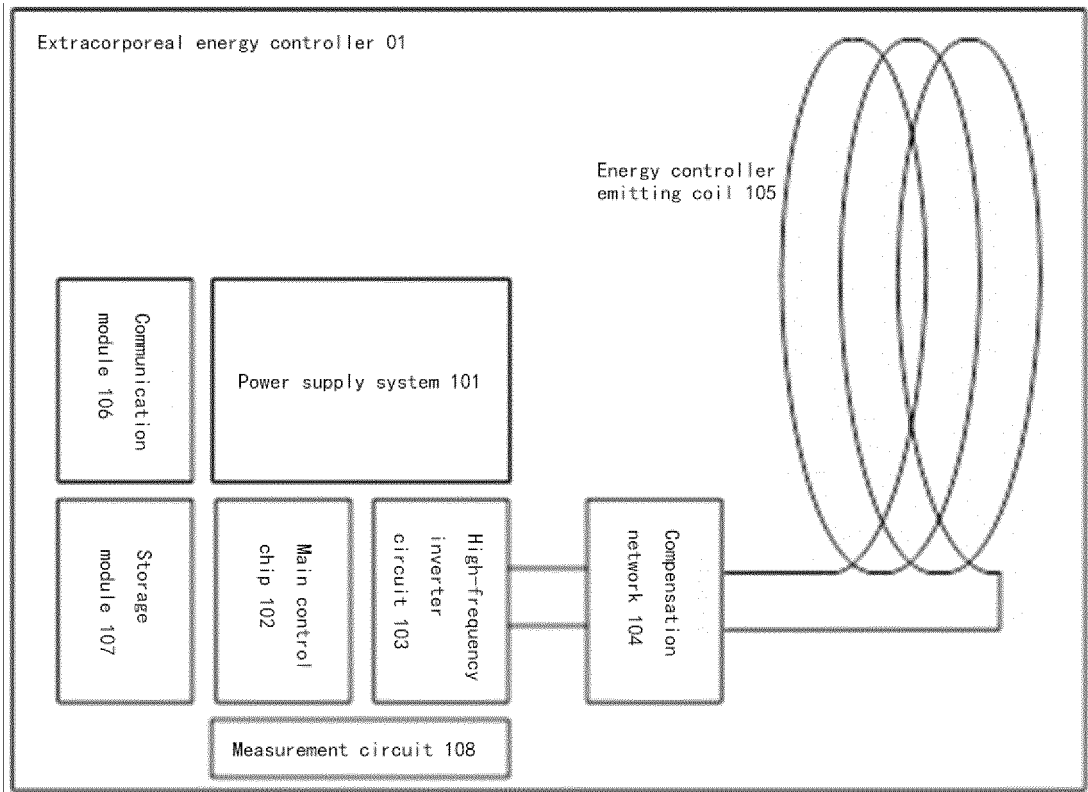 Extracorporeal energy controller 01
Energy controller
emitting coil 105
Communication
module 106
Power supply system 101
Storage
module 107
Main control
chip 102
High-frequency
inverter
circuit 103
Compensation
network 104
Measurement circuit 108